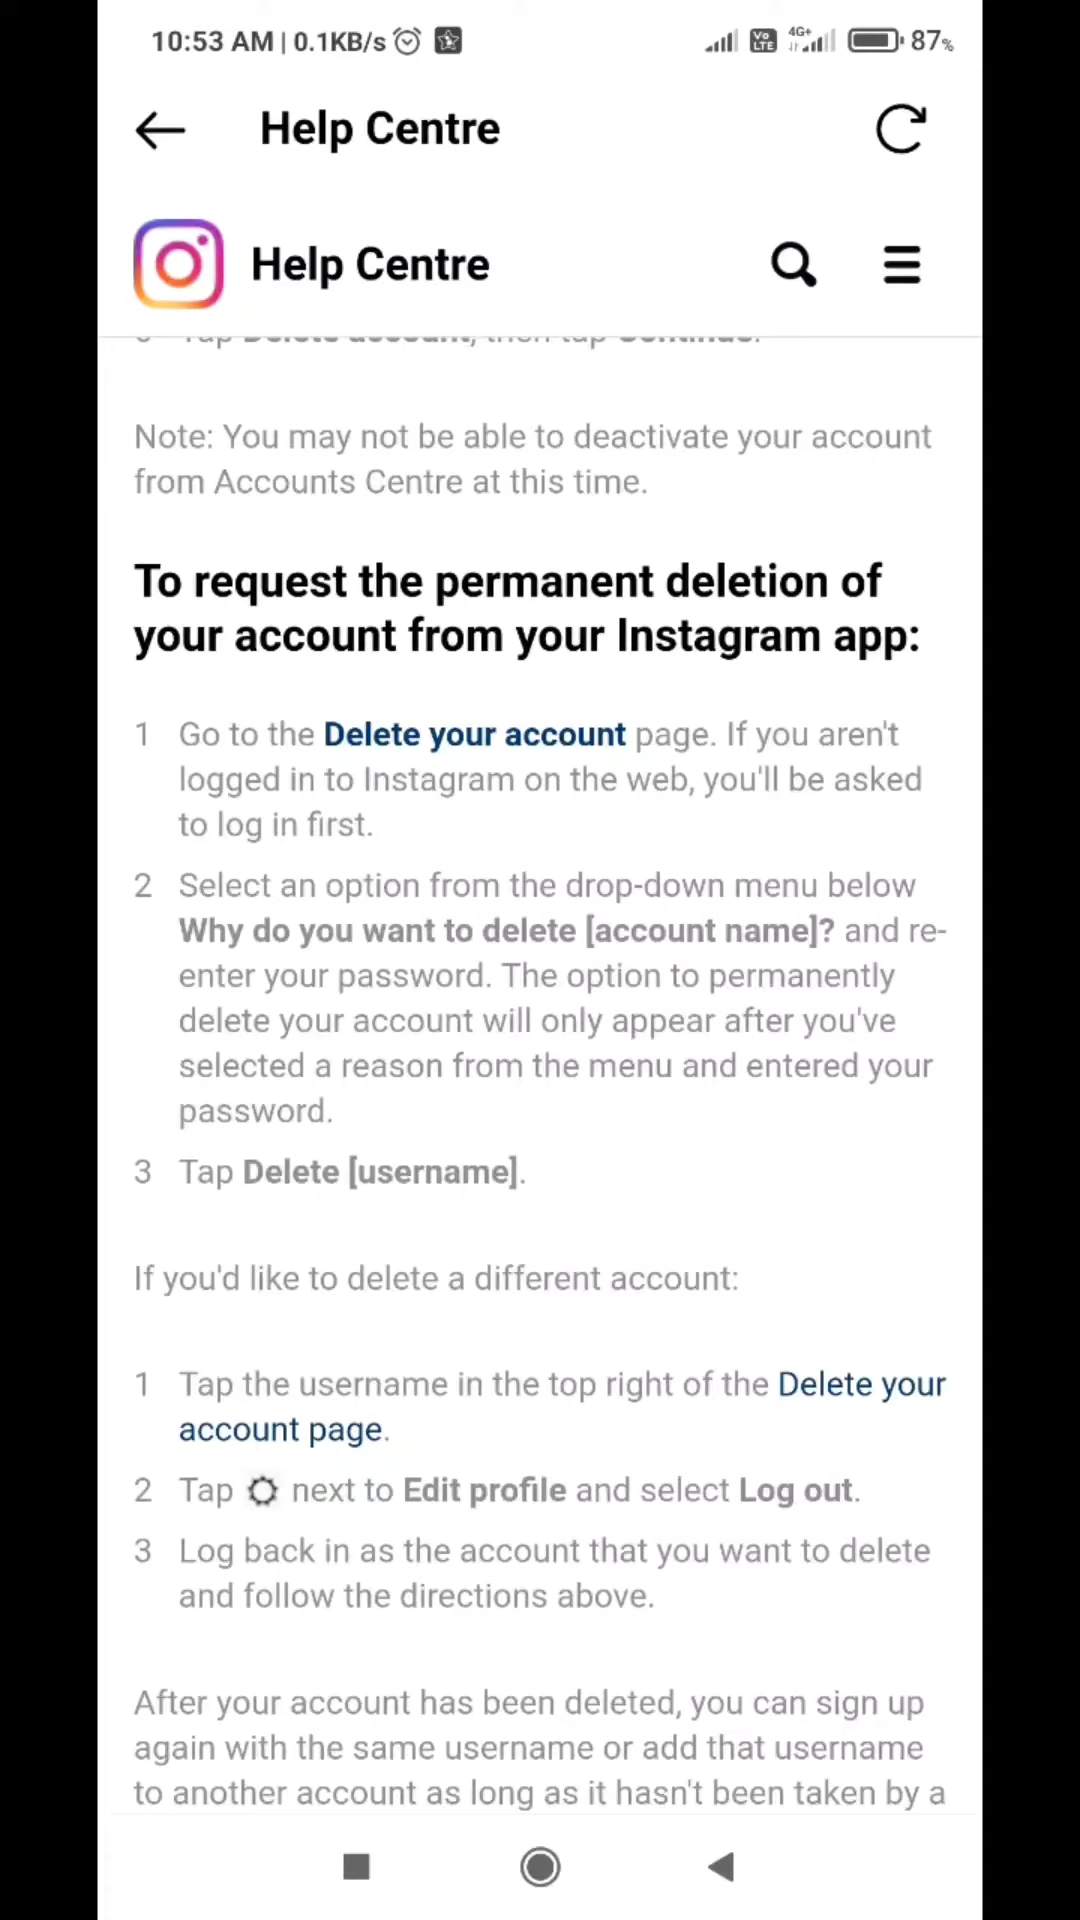 10:53 AM | 0.1KB/s
Vo LTE 4G+ 87%
Help Centre
Help Centre
Tap Delete account, then tap Continue.
Note: You may not be able to deactivate your account
from Accounts Centre at this time.
To request the permanent deletion of
your account from your Instagram app:
1 Go to the Delete your account page. If you aren't
logged in to Instagram on the web, you'll be asked
to log in first.
2 Select an option from the drop-down menu below
Why do you want to delete [account name]? and re-
enter your password. The option to permanently
delete your account will only appear after you've
selected a reason from the menu and entered your
password.
3 Tap Delete [username].
If you'd like to delete a different account:
1 Tap the username in the top right of the Delete your
account page.
2 Tap next to Edit profile and select Log out.
3 Log back in as the account that you want to delete
and follow the directions above.
After your account has been deleted, you can sign up
again with the same username or add that username
to another account as long as it hasn't been taken by a